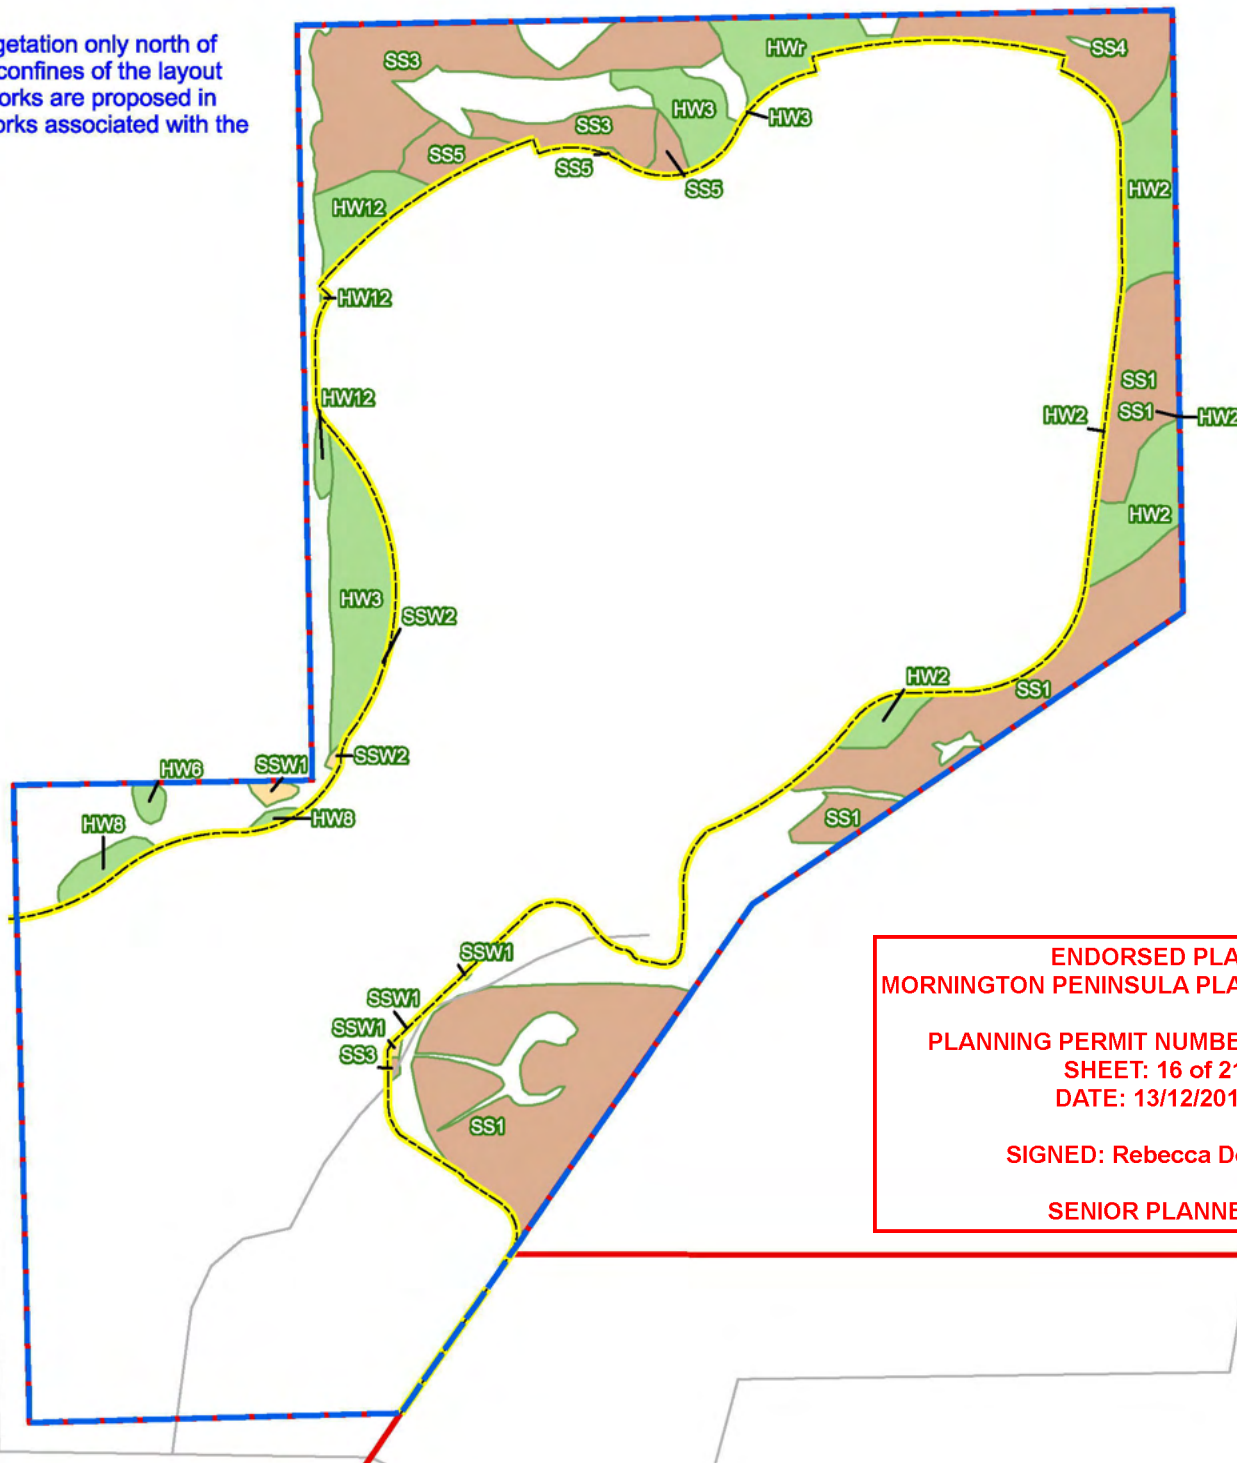 getation only north of
confines of the layout
orks are proposed in
orks associated with the
SS3
HWr
SS4
HW3
HW3
SS3
SS5
SS5
SS5
HW2
HW12
HW12
SS1
HW12
HW2
SS1
HW2
HW2
HW3
SSW2
HW2
SS1
SSW2
SSW1
HW6
HW8
HW8
SS1
SSW1
SSW1
SSW1
SS3
SS1
ENDORSED PLA
MORNINGTON PENINSULA PLA
PLANNING PERMIT NUMBE
SHEET: 16 of 21
DATE: 13/12/201
SIGNED: Rebecca D
SENIOR PLANNE